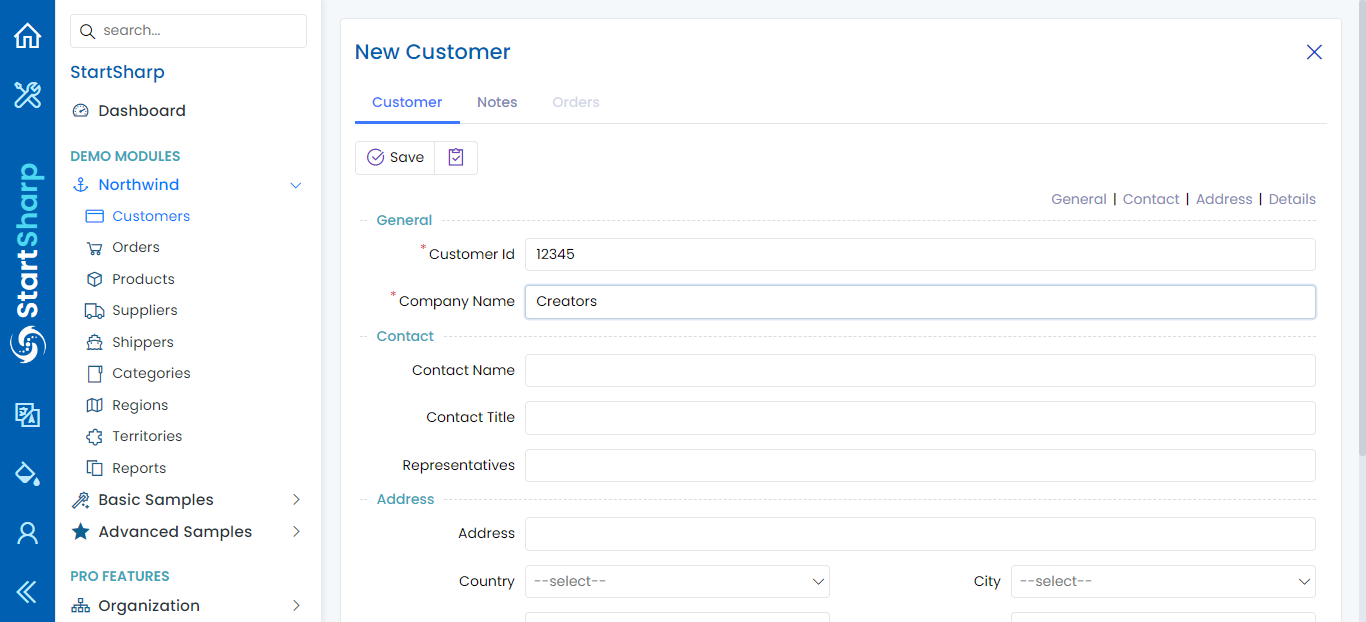 search...
StartSharp
Dashboard
DEMO MODULES
Northwind
Customers
Orders
Products
Suppliers
Shippers
Categories
Regions
Territories
Reports
Basic Samples
Advanced Samples
PRO FEATURES
Organization
StartSharp
New Customer
Customer Notes Orders
Save
General | Contact | Address | Details
General
* Customer Id 12345
* Company Name Creators
Contact
Contact Name
Contact Title
Representatives
Address
Address
Country --select-- City --select--